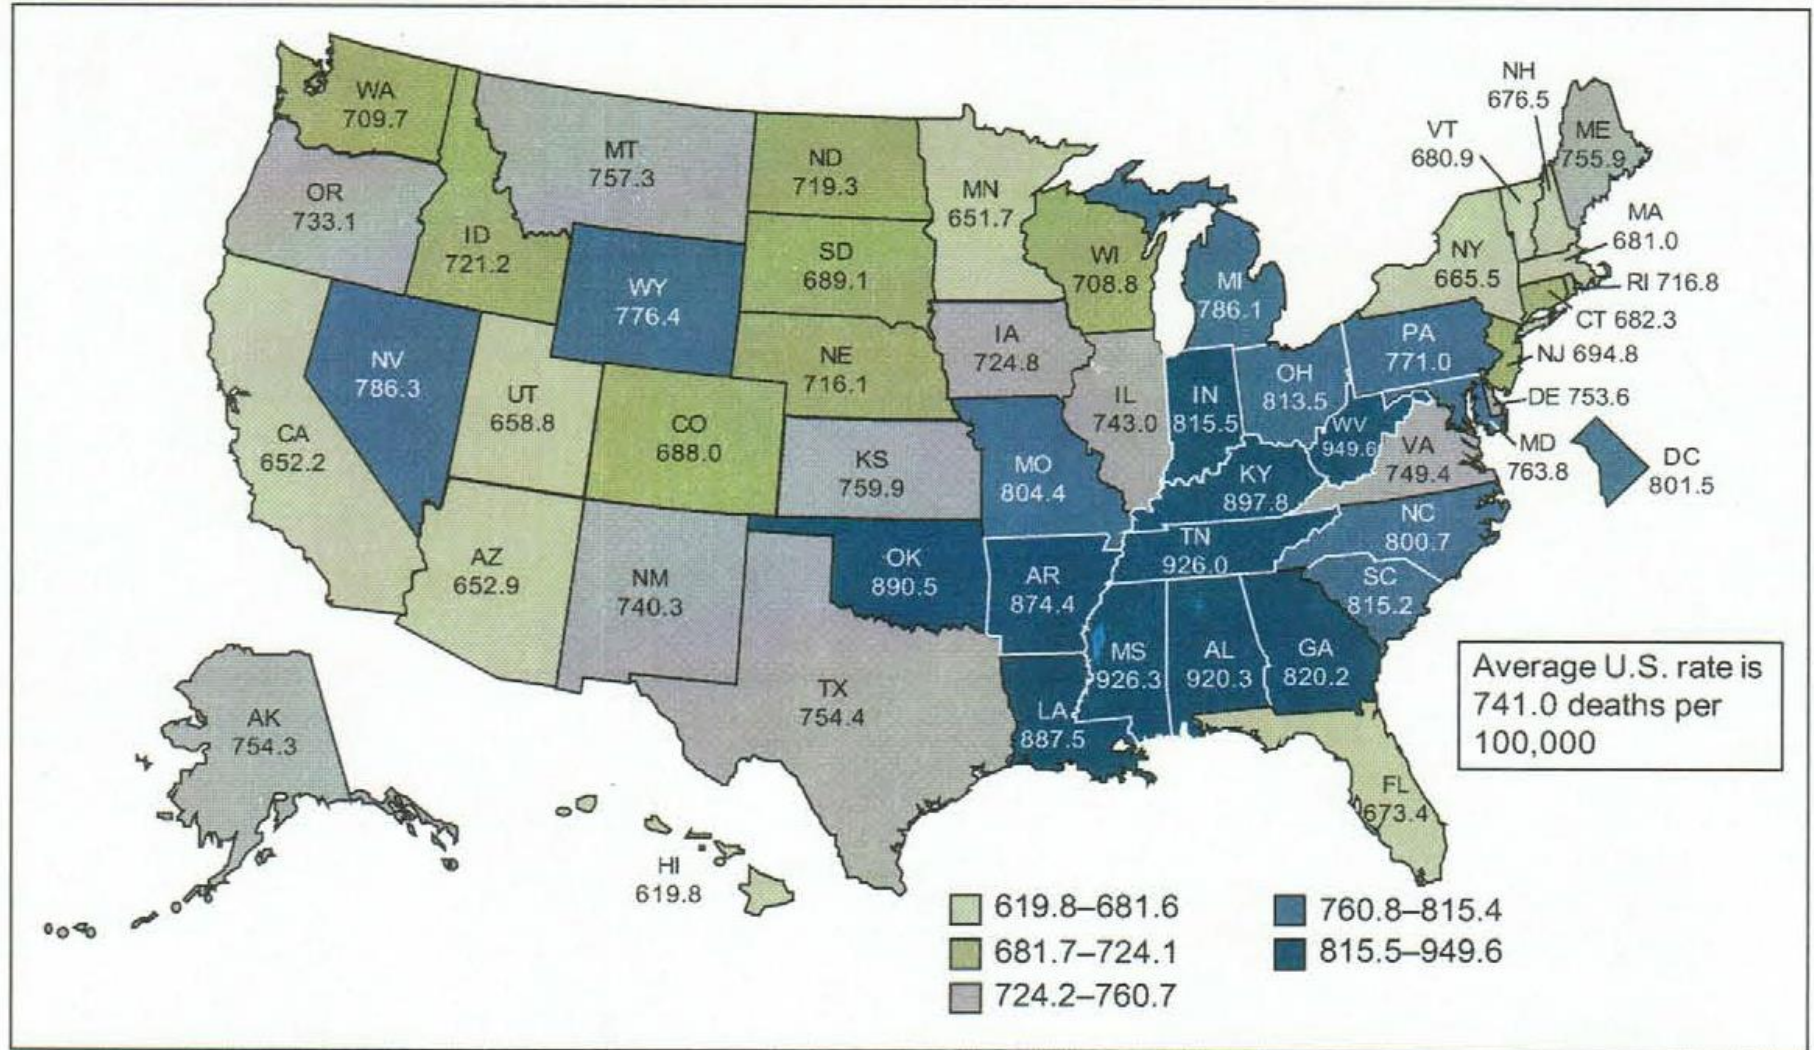 WA
709.7
MT
757.3
ND
719.3
MN
651.7
OR
733.1
ID
721.2
WY
776.4
SD
689.1
WI
708.8
MI
786.1
NH
676.5
VT
680.9
ME
755.9
MA
681.0
NY
665.5
RI 716.8
CT 682.3
NJ 694.8
PA
771.0
DE 753.6
MD
763.8
DC
801.5
CA
652.2
NV
786.3
UT
658.8
CO
688.0
NE
716.1
IA
724.8
IL
743.0
IN
815.5
OH
813.5
WV
949.6
VA
749.4
KS
759.9
MO
804.4
KY
897.8
NC
800.7
TN
926.0
SC
815.2
AZ
652.9
NM
740.3
OK
890.5
AR
874.4
MS
926.3
AL
920.3
GA
820.2
LA
887.5
TX
754.4
FL
673.4
AK
754.3
HI
619.8
Average U.S. rate is
741.0 deaths per
100,000
619.8–681.6
681.7–724.1
724.2–760.7
760.8–815.4
815.5–949.6